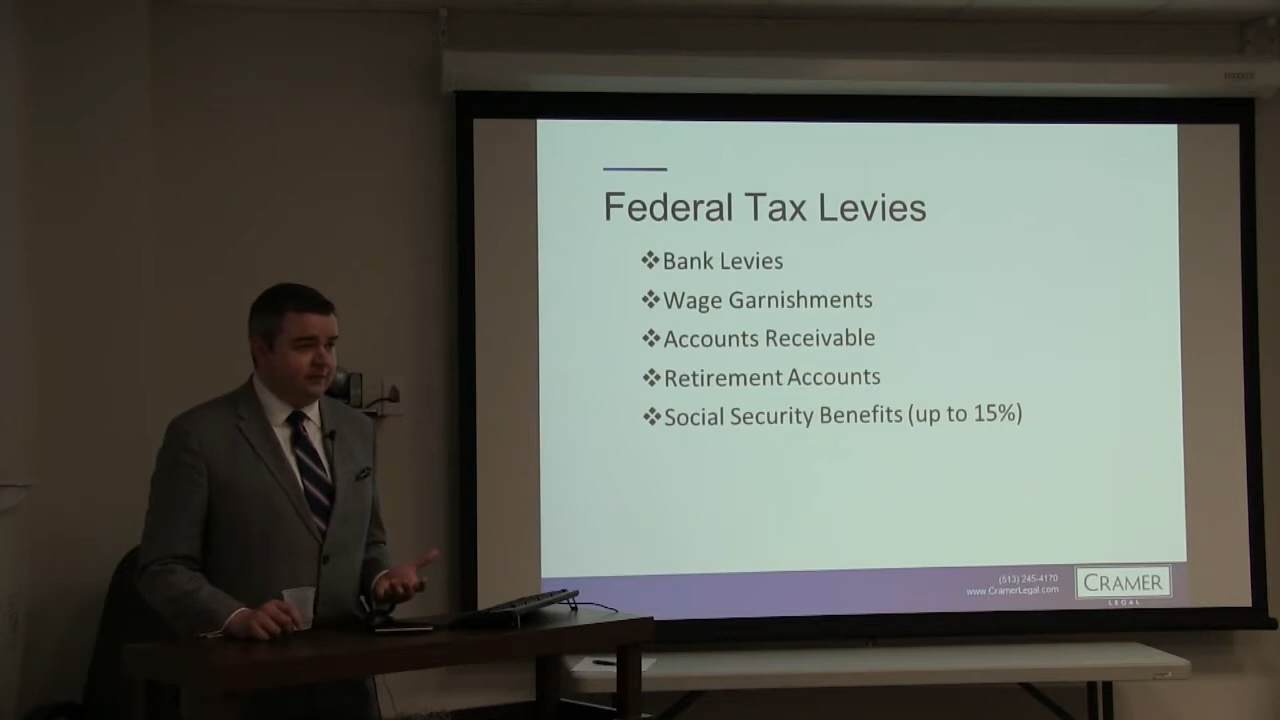 Federal Tax Levies
❖Bank Levies
❖Wage Garnishments
❖Accounts Receivable
❖Retirement Accounts
❖Social Security Benefits (up to 15%)
(513) 245-4170
www.CramerLegal.com
CRAMER
LEGAL